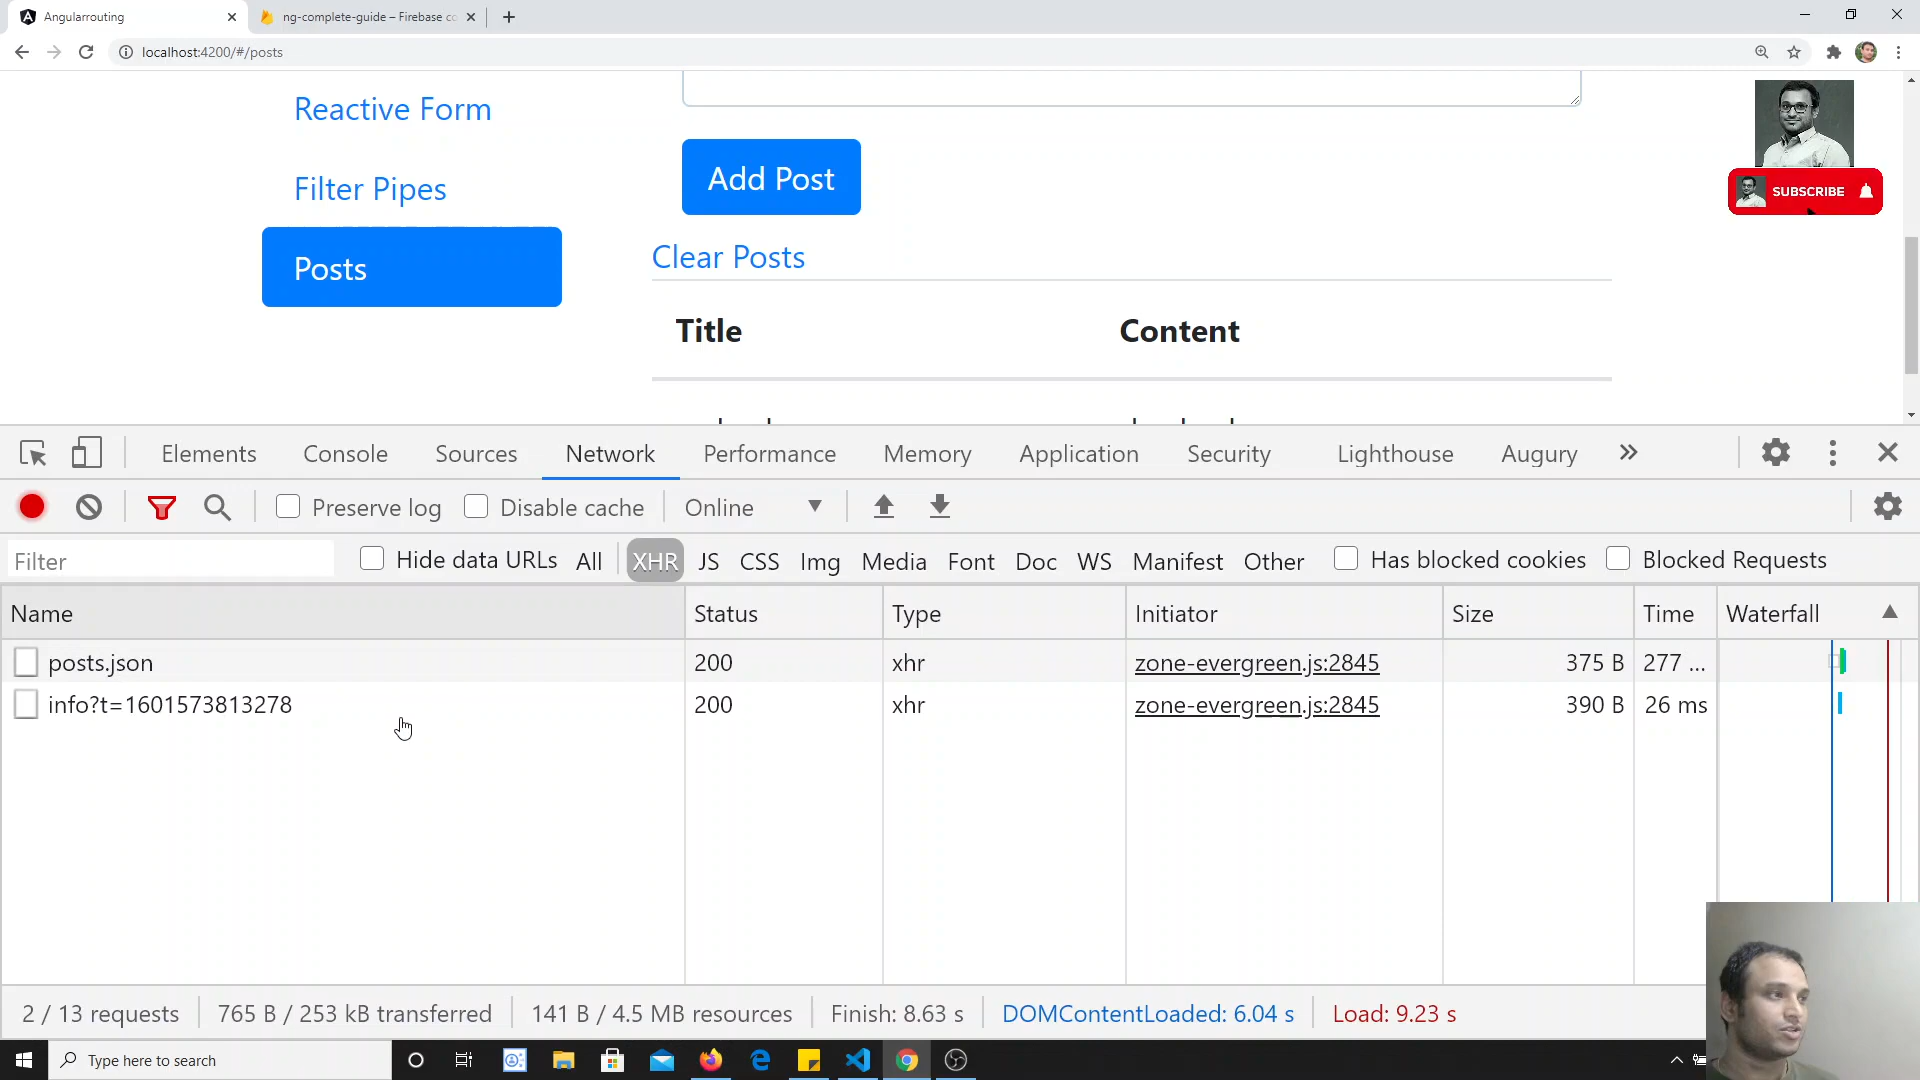 Angularrouting
ng-complete-guide – Firebase co
localhost:4200/#/posts
Reactive Form
Filter Pipes
Posts
Add Post
Clear Posts
Title Content
SUBSCRIBE
Elements Console Sources Network Performance Memory Application Security Lighthouse Augury
Preserve log Disable cache Online
Filter Hide data URLs All XHR JS CSS Img Media Font Doc WS Manifest Other Has blocked cookies Blocked Requests
Name Status Type Initiator Size Time Waterfall
posts.json 200 xhr zone-evergreen.js:2845 375 B 277 ...
info?t=1601573813278 200 xhr zone-evergreen.js:2845 390 B 26 ms
2 / 13 requests 765 B / 253 kB transferred 141 B / 4.5 MB resources Finish: 8.63 s DOMContentLoaded: 6.04 s Load: 9.23 s
Type here to search